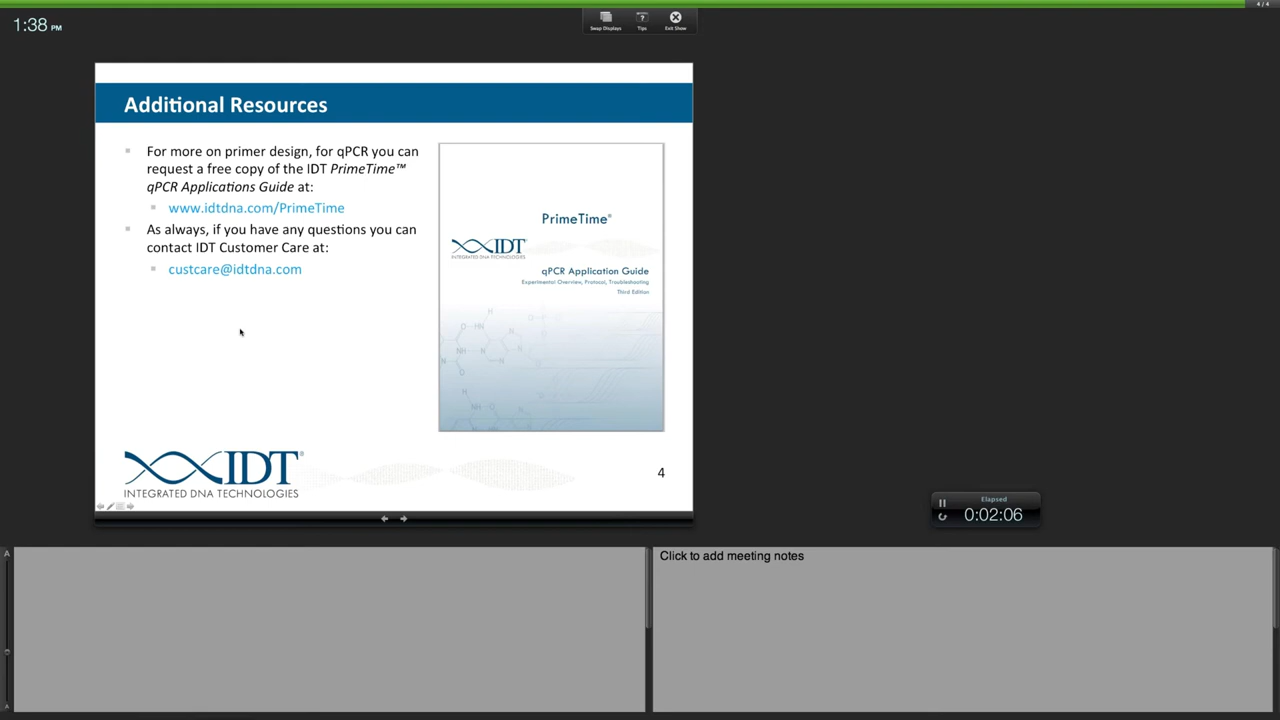 4 / 4
1:38 PM
Swap Displays
Tips
Exit Show
Additional Resources
For more on primer design, for qPCR you can
request a free copy of the IDT PrimeTime™
qPCR Applications Guide at:
www.idtdna.com/PrimeTime
As always, if you have any questions you can
contact IDT Customer Care at:
custcare@idtdna.com
PrimeTime®
IDT
INTEGRATED DNA TECHNOLOGIES
qPCR Application Guide
Experimental Overview, Protocol, Troubleshooting
Third Edition
IDT®
INTEGRATED DNA TECHNOLOGIES
4
Elapsed
0:02:06
A
A
Click to add meeting notes